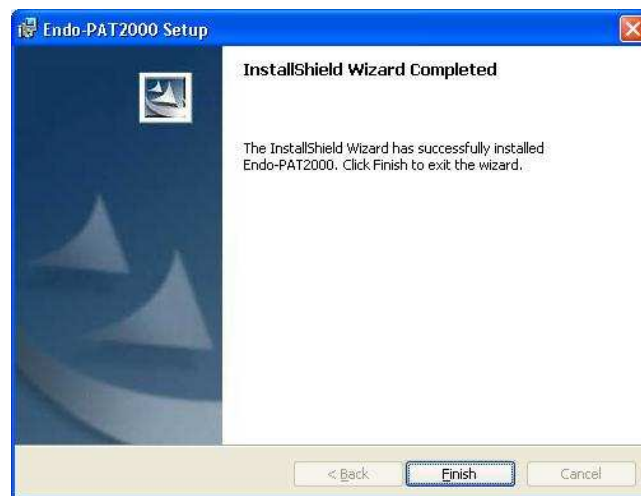 Endo-PAT2000 Setup
InstallShield Wizard Completed
The InstallShield Wizard has successfully installed
Endo-PAT2000. Click Finish to exit the wizard.
< Back
Finish
Cancel